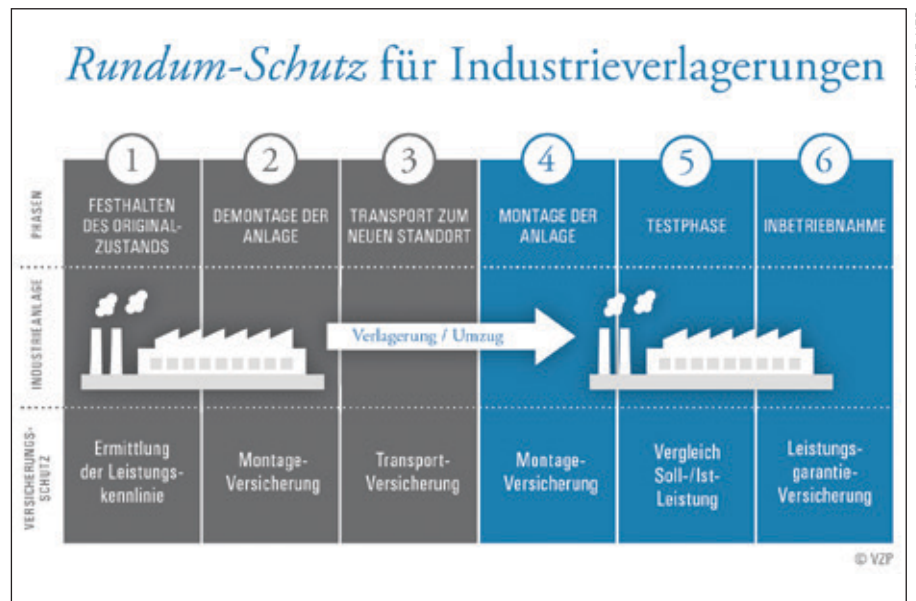 Rundum-Schutz für Industrieverlagerungen
1
2
3
4
5
6
PHASEN
FESTHALTEN
DES ORIGINAL-
ZUSTANDS
DEMONTAGE DER
ANLAGE
TRANSPORT ZUM
NEUEN STANDORT
MONTAGE DER
ANLAGE
TESTPHASE
INBETRIEBNAHME
INDUSTRIEANLAGE
Verlagerung / Umzug
VERSICHERUNGS-
SCHUTZ
Ermittlung
der Leistungs-
kennlinie
Montage-
Versicherung
Transport-
Versicherung
Montage-
Versicherung
Vergleich
Soll-/Ist-
Leistung
Leistungs-
garantie-
Versicherung
© VZP